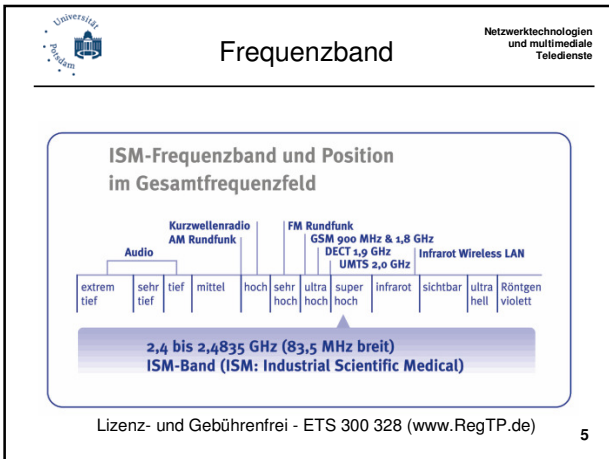 Universität
Potsdam
Frequenzband
Netzwerktechnologien
und multimediale
Teledienste
ISM-Frequenzband und Position
im Gesamtfrequenzfeld
Kurzwellenradio
FM Rundfunk
AM Rundfunk
GSM 900 MHz & 1,8 GHz
Audio
DECT 1,9 GHz
Infrarot Wireless LAN
UMTS 2,0 GHz
extrem tief
sehr tief
tief
mittel
hoch
sehr hoch
ultra hoch
super hoch
infrarot
sichtbar
ultra hell
Röntgen violett
2,4 bis 2,4835 GHz (83,5 MHz breit)
ISM-Band (ISM: Industrial Scientific Medical)
Lizenz- und Gebührenfrei - ETS 300 328 (www.RegTP.de)
5